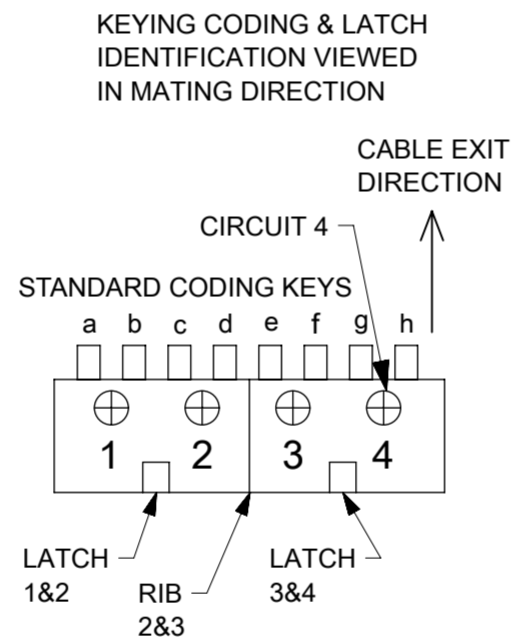 KEYING CODING & LATCH
IDENTIFICATION VIEWED
IN MATING DIRECTION
CABLE EXIT
DIRECTION
CIRCUIT 4
STANDARD CODING KEYS
a b c d e f g h
1 2 3 4
LATCH
1&2
RIB
2&3
LATCH
3&4